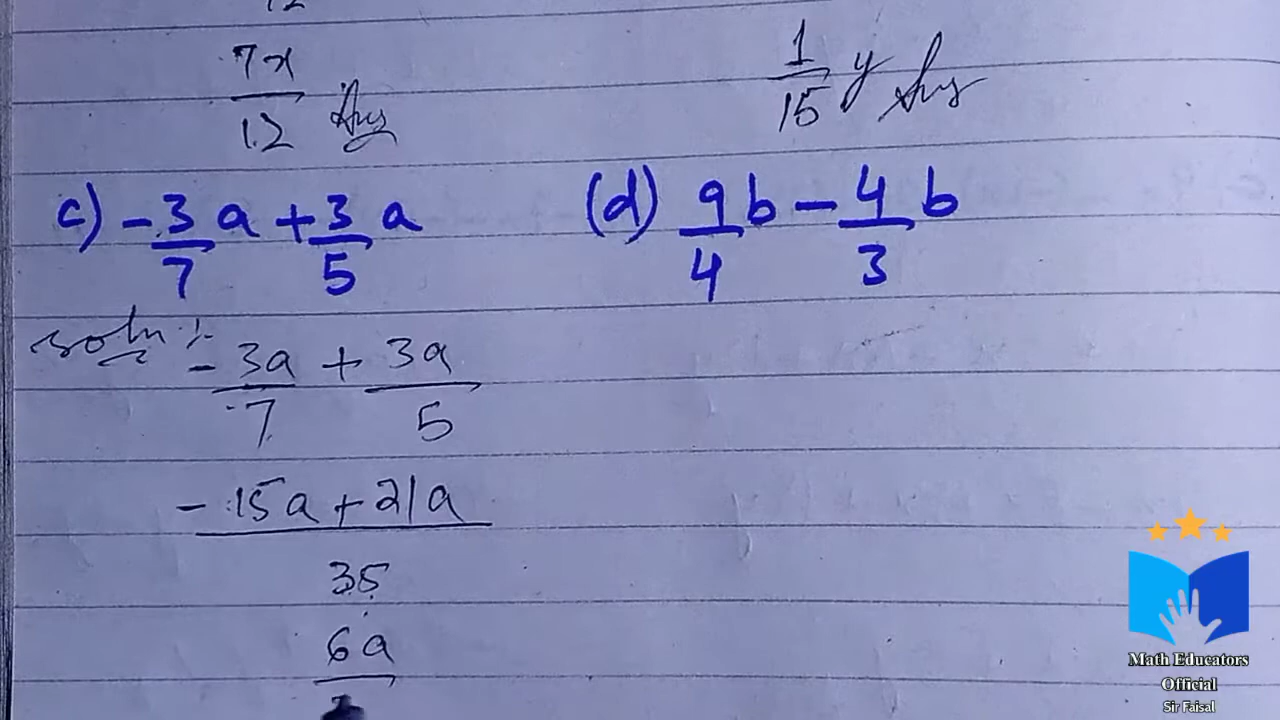 12
7x
12 Ans
1
15 y Ans
c) -3/7 a + 3/5 a
(d) 9/4 b - 4/3 b
Soln :-
-3a/7 + 3a/5
-15a + 21a
35
6a
Math Educators
Official
Sir Faisal